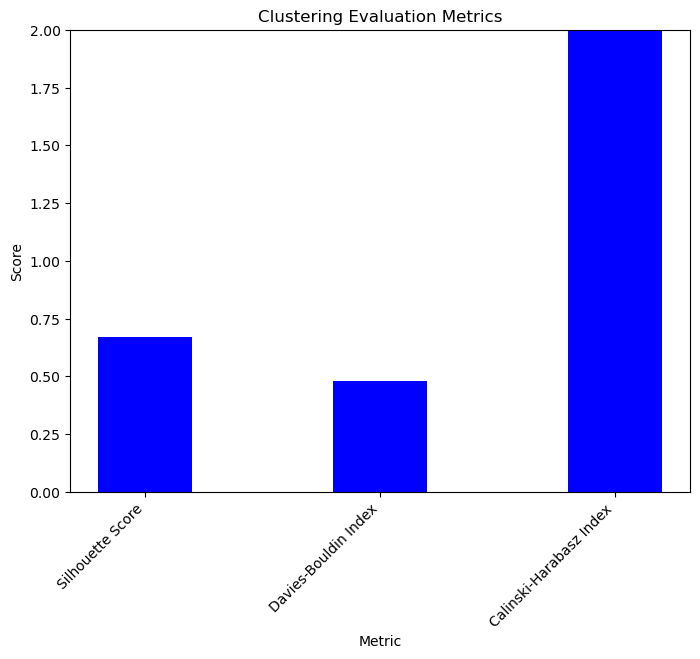 Clustering Evaluation Metrics
2.00
1.75
1.50
1.25
1.00
0.75
0.50
0.25
0.00
Score
Silhouette Score
Davies-Bouldin Index
Calinski-Harabasz Index
Metric